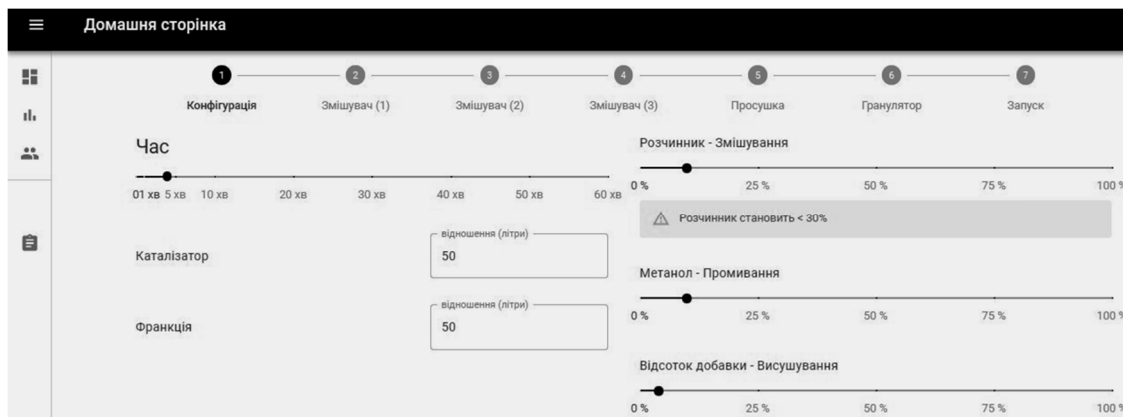 Домашня сторінка
1 2 3 4 5 6 7
Конфігурація Змішувач (1) Змішувач (2) Змішувач (3) Просушка Гранулятор Запуск
Час
01 хв 5 хв 10 хв 20 хв 30 хв 40 хв 50 хв 60 хв
Каталізатор
відношення (літри)
50
Франкція
відношення (літри)
50
Розчинник - Змішування
0 % 25 % 50 % 75 % 100 %
Розчинник становить < 30%
Метанол - Промивання
0 % 25 % 50 % 75 % 100 %
Відсоток добавки - Висушування
0 % 25 % 50 % 75 % 100 %